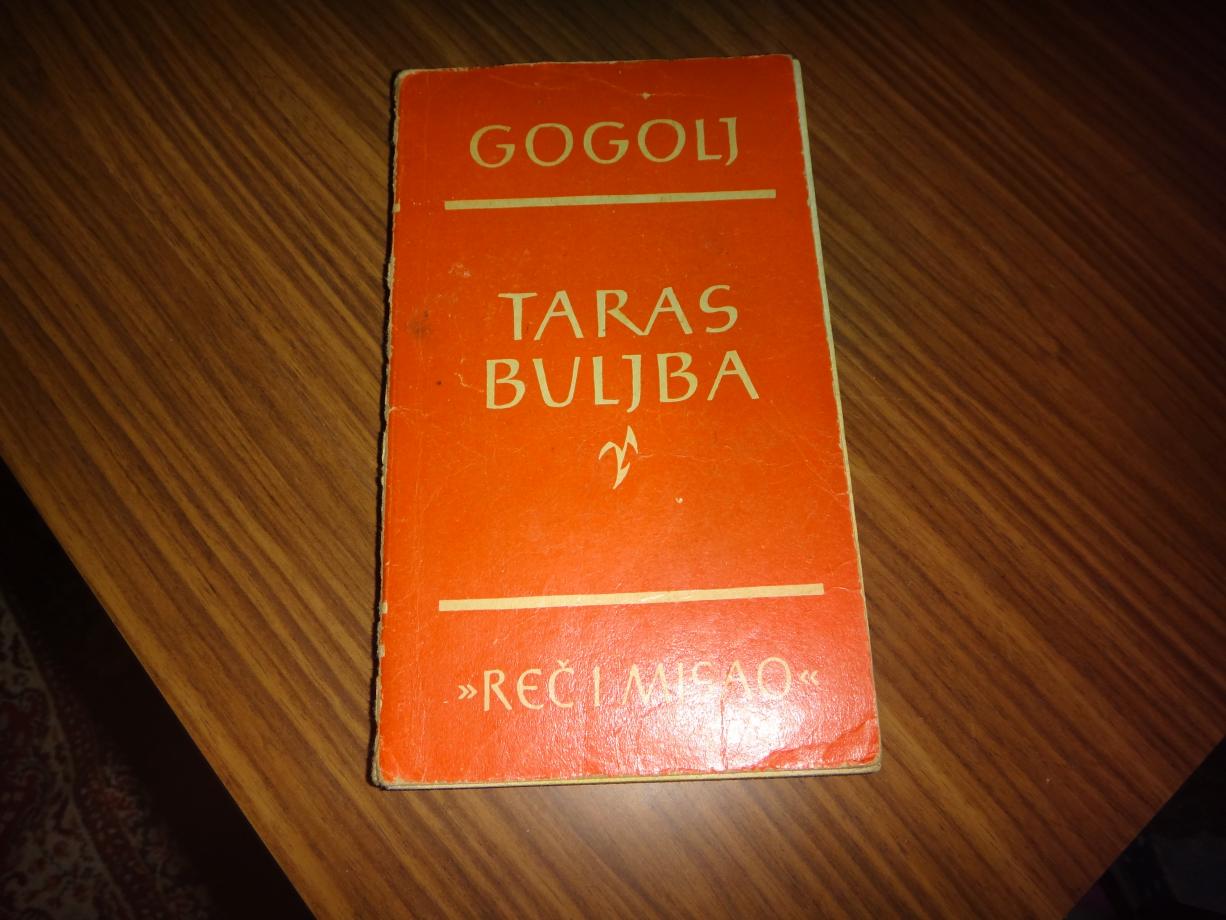 GOGOLJ
TARAS
BULJBA
»REČ I MISAO«